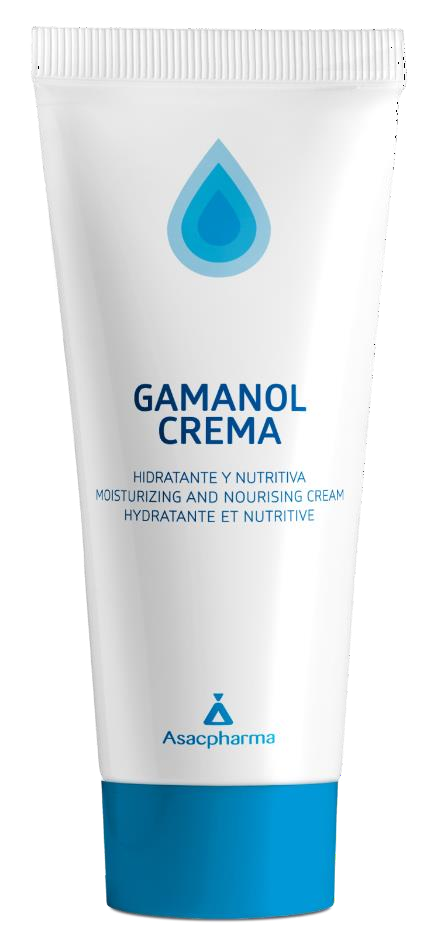 GAMANOL
CREMA
HIDRATANTE Y NUTRITIVA
MOISTURIZING AND NOURISING CREAM
HYDRATANTE ET NUTRITIVE
Asacpharma